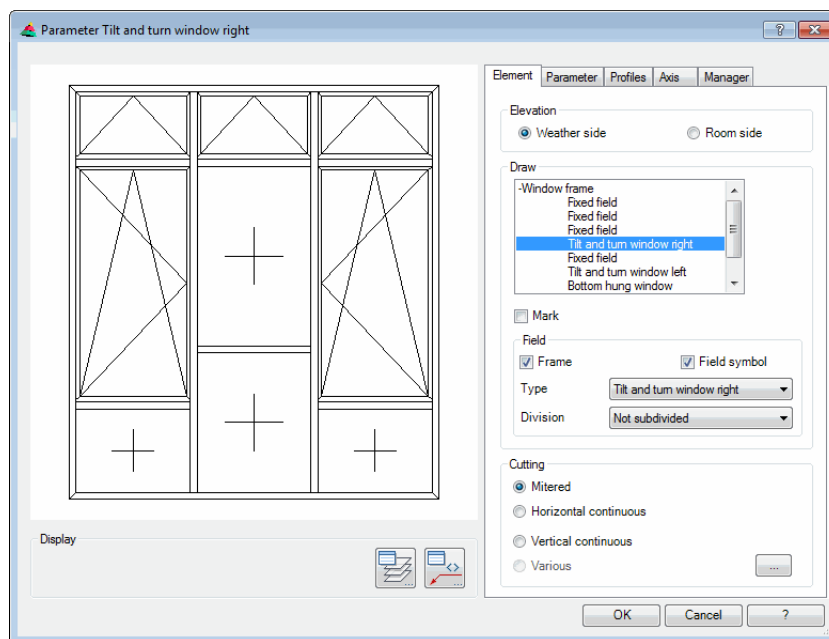 Parameter Tilt and turn window right
?
Element Parameter Profiles Axis Manager
Elevation
Weather side Room side
Draw
-Window frame
Fixed field
Fixed field
Fixed field
Tilt and turn window right
Fixed field
Tilt and turn window left
Bottom hung window
Mark
Field
Frame Field symbol
Type Tilt and turn window right
Division Not subdivided
Cutting
Mitered
Horizontal continuous
Vertical continuous
Various ...
Display
OK Cancel ?